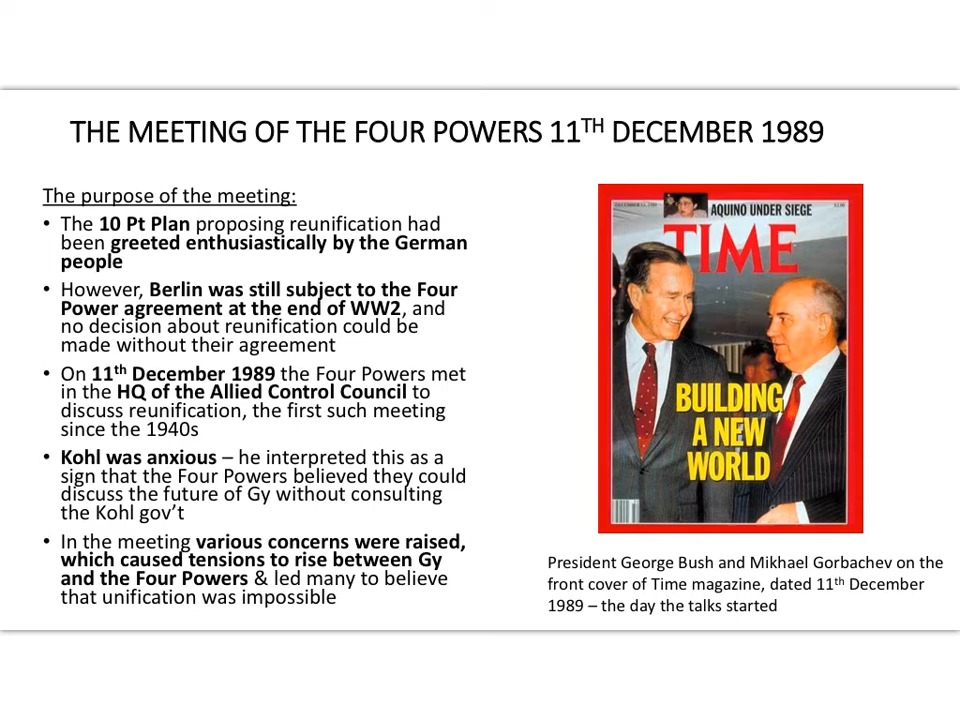 THE MEETING OF THE FOUR POWERS 11TH DECEMBER 1989
The purpose of the meeting:
• The 10 Pt Plan proposing reunification had
been greeted enthusiastically by the German
people
• However, Berlin was still subject to the Four
Power agreement at the end of WW2, and
no decision about reunification could be
made without their agreement
• On 11th December 1989 the Four Powers met
in the HQ of the Allied Control Council to
discuss reunification, the first such meeting
since the 1940s
• Kohl was anxious – he interpreted this as a
sign that the Four Powers believed they could
discuss the future of Gy without consulting
the Kohl gov't
• In the meeting various concerns were raised,
which caused tensions to rise between Gy
and the Four Powers & led many to believe
that unification was impossible
AQUINO UNDER SIEGE
TIME
BUILDING
A NEW
WORLD
President George Bush and Mikhael Gorbachev on the
front cover of Time magazine, dated 11th December
1989 – the day the talks started